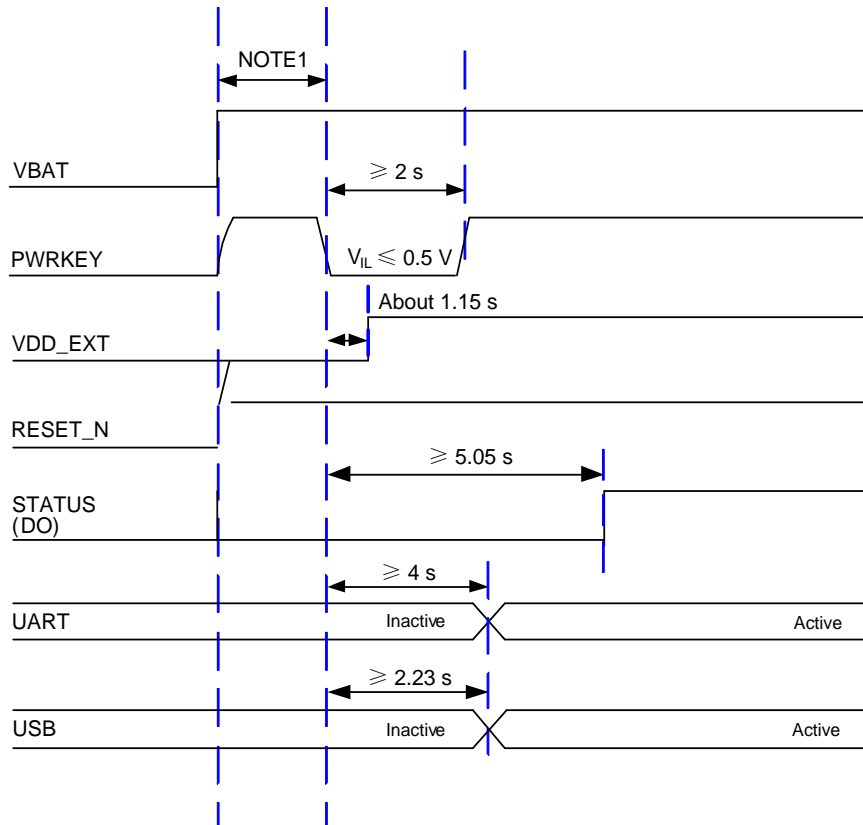 NOTE1
VBAT
≥ 2 s
PWRKEY
VIL ≤ 0.5 V
About 1.15 s
VDD_EXT
RESET_N
≥ 5.05 s
STATUS
(DO)
≥ 4 s
UART
Inactive
Active
≥ 2.23 s
USB
Inactive
Active